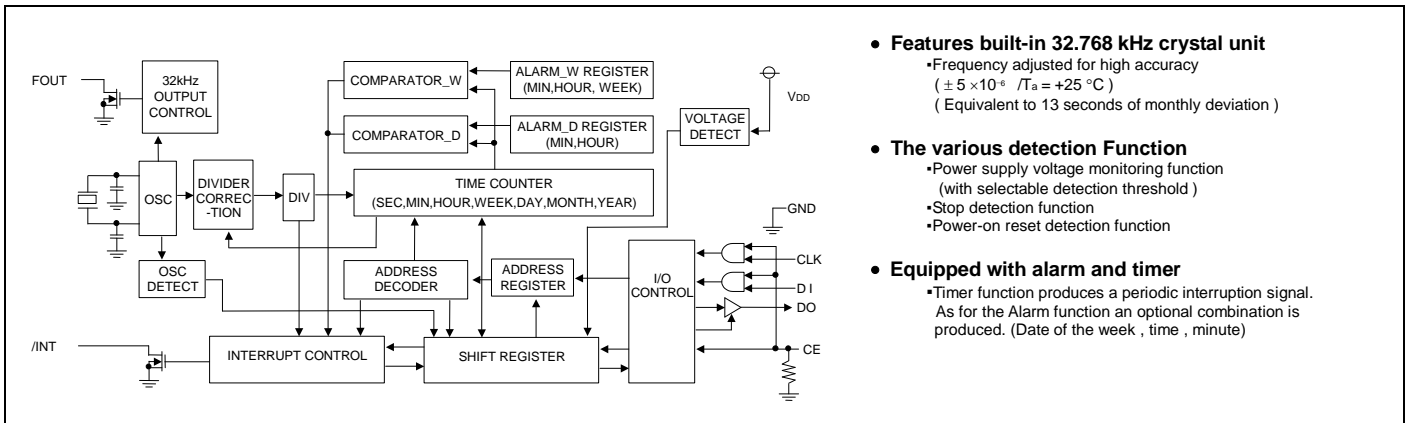 FOUT
32kHz
OUTPUT
CONTROL
COMPARATOR_W
ALARM_W REGISTER
(MIN,HOUR, WEEK)
COMPARATOR_D
ALARM_D REGISTER
(MIN,HOUR)
VOLTAGE
DETECT
VDD
OSC
DIVIDER
CORREC
-TION
DIV
TIME COUNTER
(SEC,MIN,HOUR,WEEK,DAY,MONTH,YEAR)
GND
OSC
DETECT
ADDRESS
DECODER
ADDRESS
REGISTER
I/O
CONTROL
CLK
D I
DO
CE
/INT
INTERRUPT CONTROL
SHIFT REGISTER
• Features built-in 32.768 kHz crystal unit
▪Frequency adjusted for high accuracy
( ± 5 ×10⁻⁶ /Ta = +25 °C )
( Equivalent to 13 seconds of monthly deviation )
• The various detection Function
▪Power supply voltage monitoring function
(with selectable detection threshold )
▪Stop detection function
▪Power-on reset detection function
• Equipped with alarm and timer
▪Timer function produces a periodic interruption signal.
As for the Alarm function an optional combination is
produced. (Date of the week , time , minute)